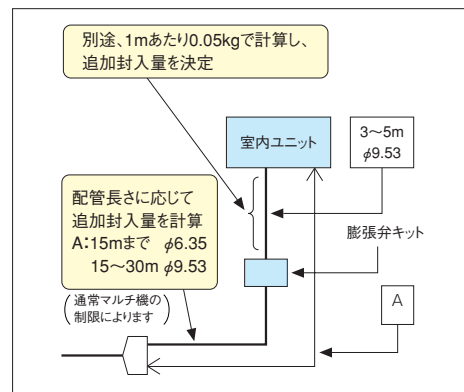 別途、1mあたり0.05kgで計算し、
追加封入量を決定
室内ユニット
3〜5m
φ9.53
配管長さに応じて
追加封入量を計算
A:15mまで φ6.35
15〜30m φ9.53
(通常マルチ機の
制限によります)
膨張弁キット
A